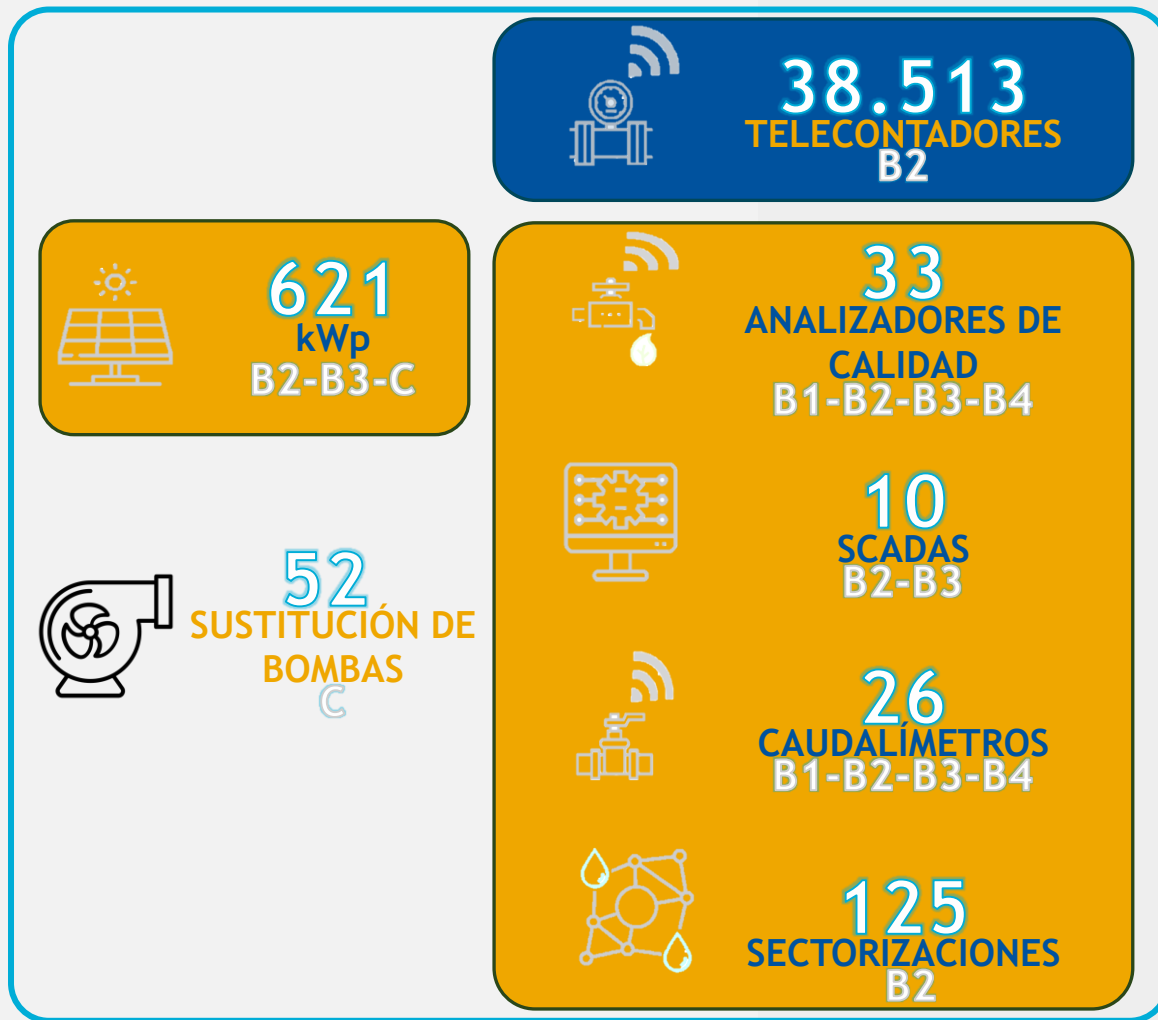 38.513
TELECONTADORES
B2
621
kWp
B2-B3-C
52
SUSTITUCIÓN DE
BOMBAS
C
33
ANALIZADORES DE
CALIDAD
B1-B2-B3-B4
10
SCADAS
B2-B3
26
CAUDALÍMETROS
B1-B2-B3-B4
125
SECTORIZACIONES
B2